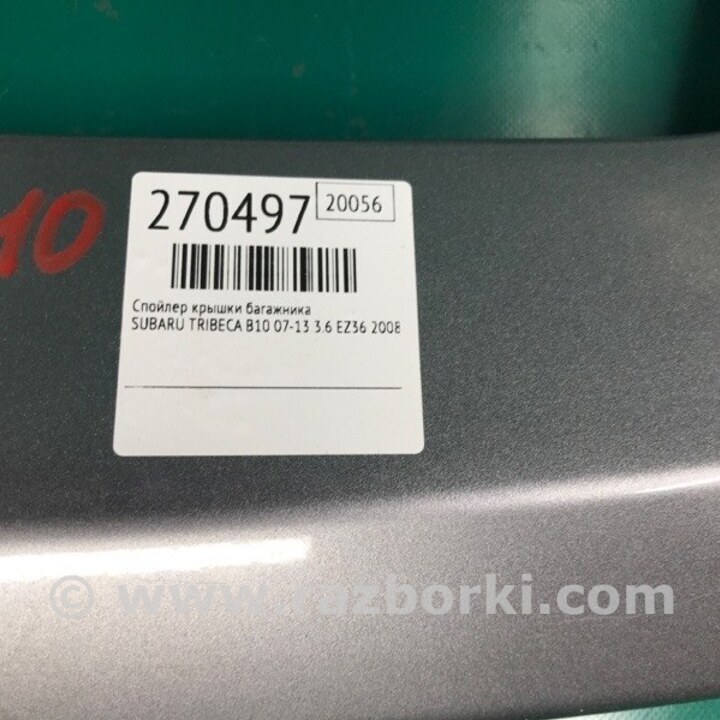 10
270497
20056
Спойлер крышки багажника
SUBARU TRIBECA B10 07-13 3.6 EZ36 2008
© www.razborki.com